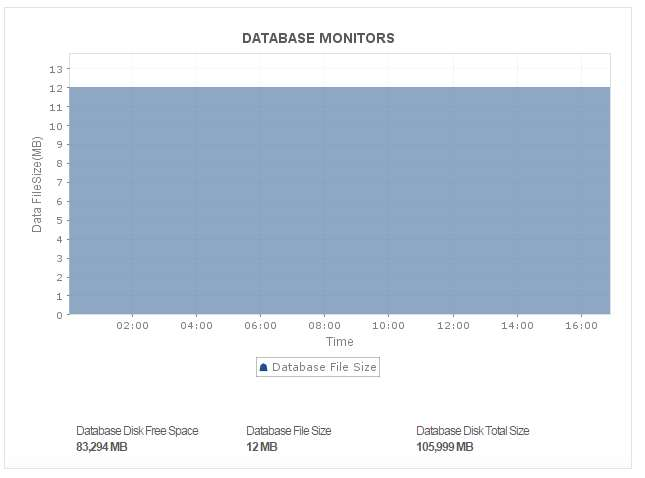 DATABASE MONITORS
13
12
11
10
9
8
7
6
5
4
3
2
1
0
Data FileSize(MB)
02:00 04:00 06:00 08:00 10:00 12:00 14:00 16:00
Time
Database File Size
Database Disk Free Space Database File Size Database Disk Total Size
83,294 MB 12 MB 105,999 MB